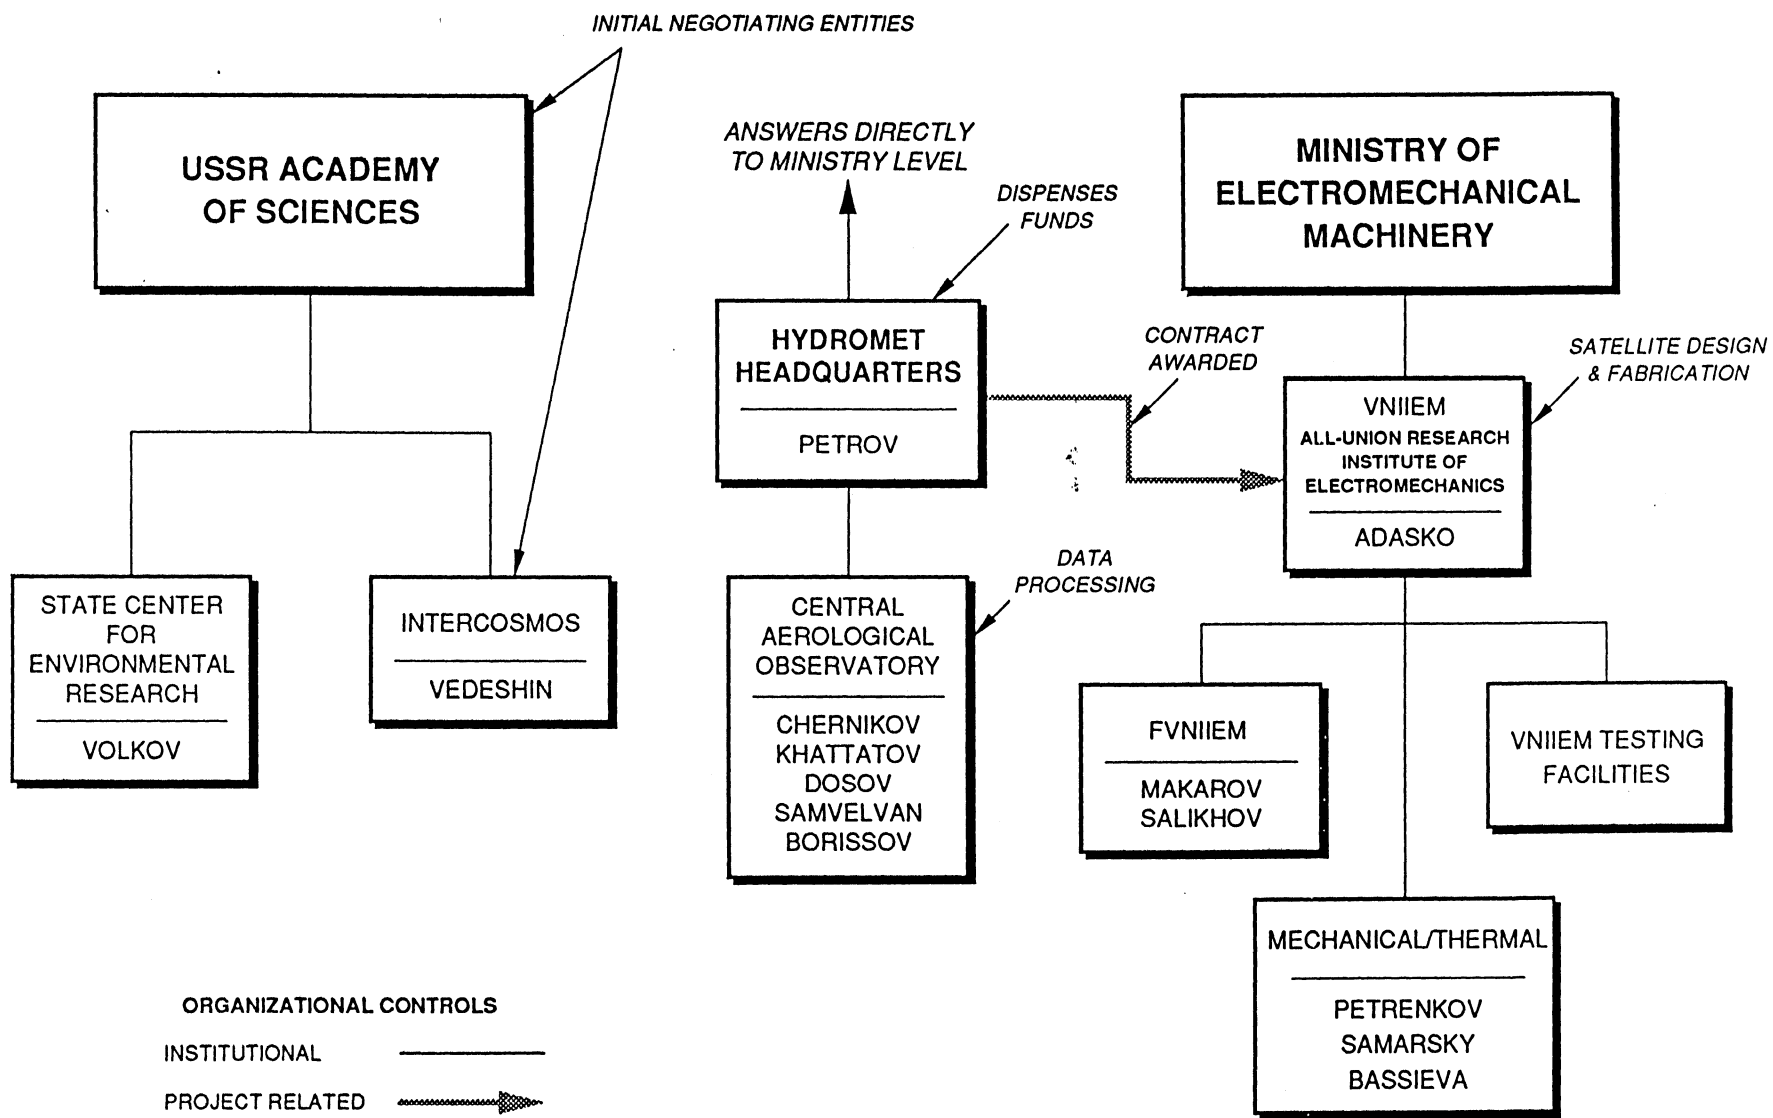 INITIAL NEGOTIATING ENTITIES
USSR ACADEMY
OF SCIENCES
STATE CENTER
FOR
ENVIRONMENTAL
RESEARCH
VOLKOV
INTERCOSMOS
VEDESHIN
ANSWERS DIRECTLY
TO MINISTRY LEVEL
DISPENSES
FUNDS
HYDROMET
HEADQUARTERS
PETROV
CONTRACT
AWARDED
DATA
PROCESSING
CENTRAL
AEROLOGICAL
OBSERVATORY
CHERNIKOV
KHATTATOV
DOSOV
SAMVELVAN
BORISSOV
MINISTRY OF
ELECTROMECHANICAL
MACHINERY
SATELLITE DESIGN
& FABRICATION
VNIIEM
ALL-UNION RESEARCH
INSTITUTE OF
ELECTROMECHANICS
ADASKO
FVNIIEM
MAKAROV
SALIKHOV
VNIIEM TESTING
FACILITIES
MECHANICAL/THERMAL
PETRENKOV
SAMARSKY
BASSIEVA
ORGANIZATIONAL CONTROLS
INSTITUTIONAL
PROJECT RELATED